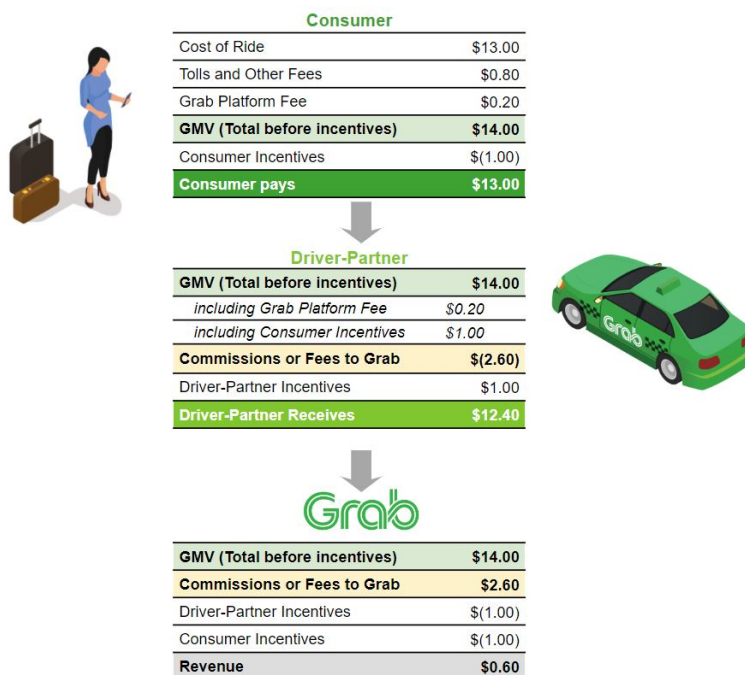 Consumer
Cost of Ride $13.00
Tolls and Other Fees $0.80
Grab Platform Fee $0.20
GMV (Total before incentives) $14.00
Consumer Incentives $(1.00)
Consumer pays $13.00
Driver-Partner
GMV (Total before incentives) $14.00
including Grab Platform Fee $0.20
including Consumer Incentives $1.00
Commissions or Fees to Grab $(2.60)
Driver-Partner Incentives $1.00
Driver-Partner Receives $12.40
Grab
Grab
GMV (Total before incentives) $14.00
Commissions or Fees to Grab $2.60
Driver-Partner Incentives $(1.00)
Consumer Incentives $(1.00)
Revenue $0.60